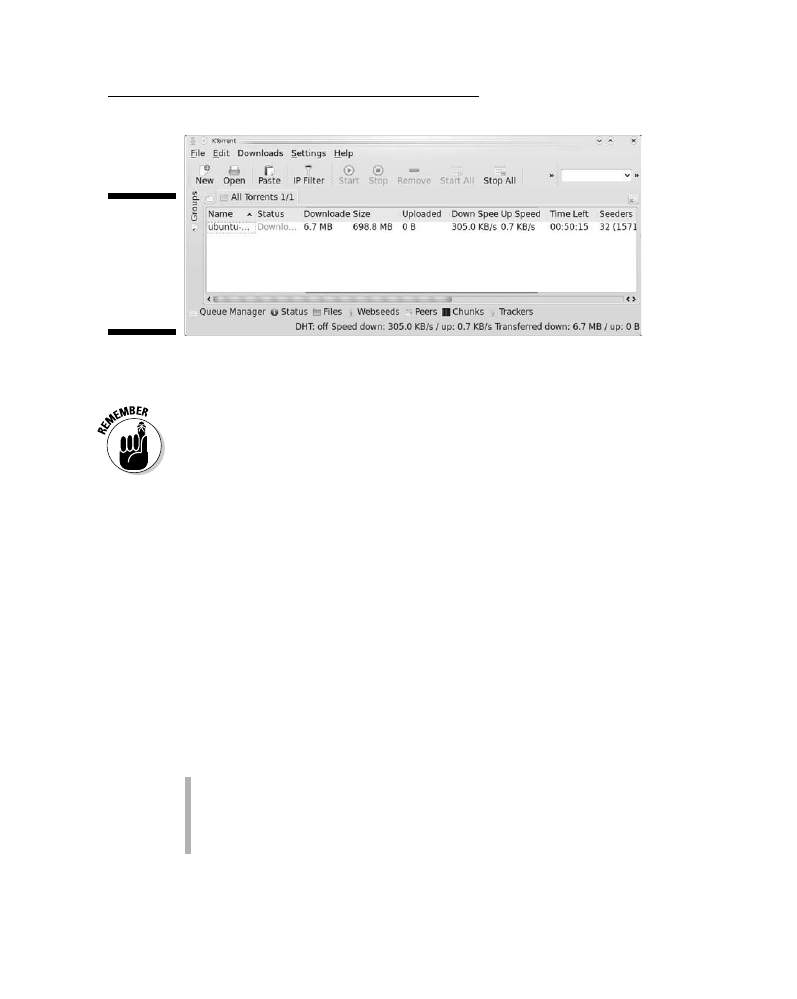 KTorrent
File Edit Downloads Settings Help
New Open Paste IP Filter Start Stop Remove Start All Stop All » »
Groups
All Torrents 1/1
Name Status Downloade Size Uploaded Down Spee Up Speed Time Left Seeders
ubuntu-... Downlo... 6.7 MB 698.8 MB 0 B 305.0 KB/s 0.7 KB/s 00:50:15 32 (1571
Queue Manager Status Files Webseeds Peers Chunks Trackers
DHT: off Speed down: 305.0 KB/s / up: 0.7 KB/s Transferred down: 6.7 MB / up: 0 B
REMEMBER